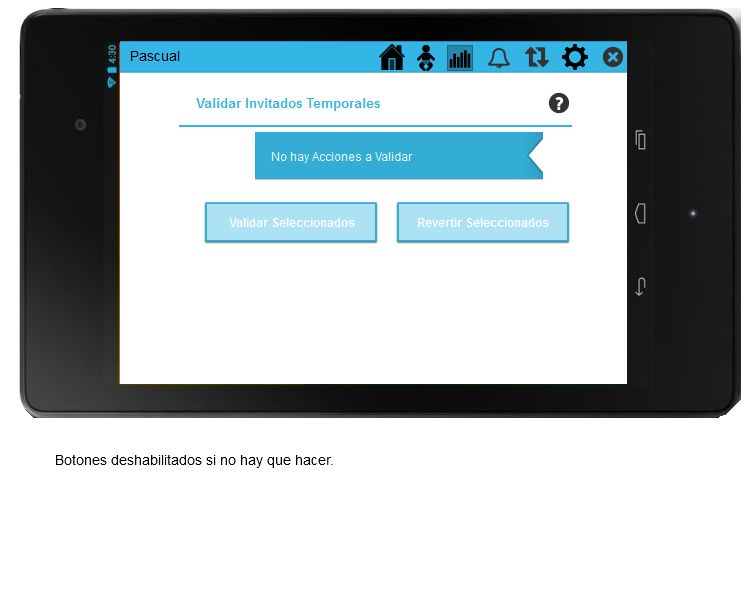 4:30
Pascual
Validar Invitados Temporales
?
No hay Acciones a Validar
Validar Seleccionados
Revertir Seleccionados
Botones deshabilitados si no hay que hacer.